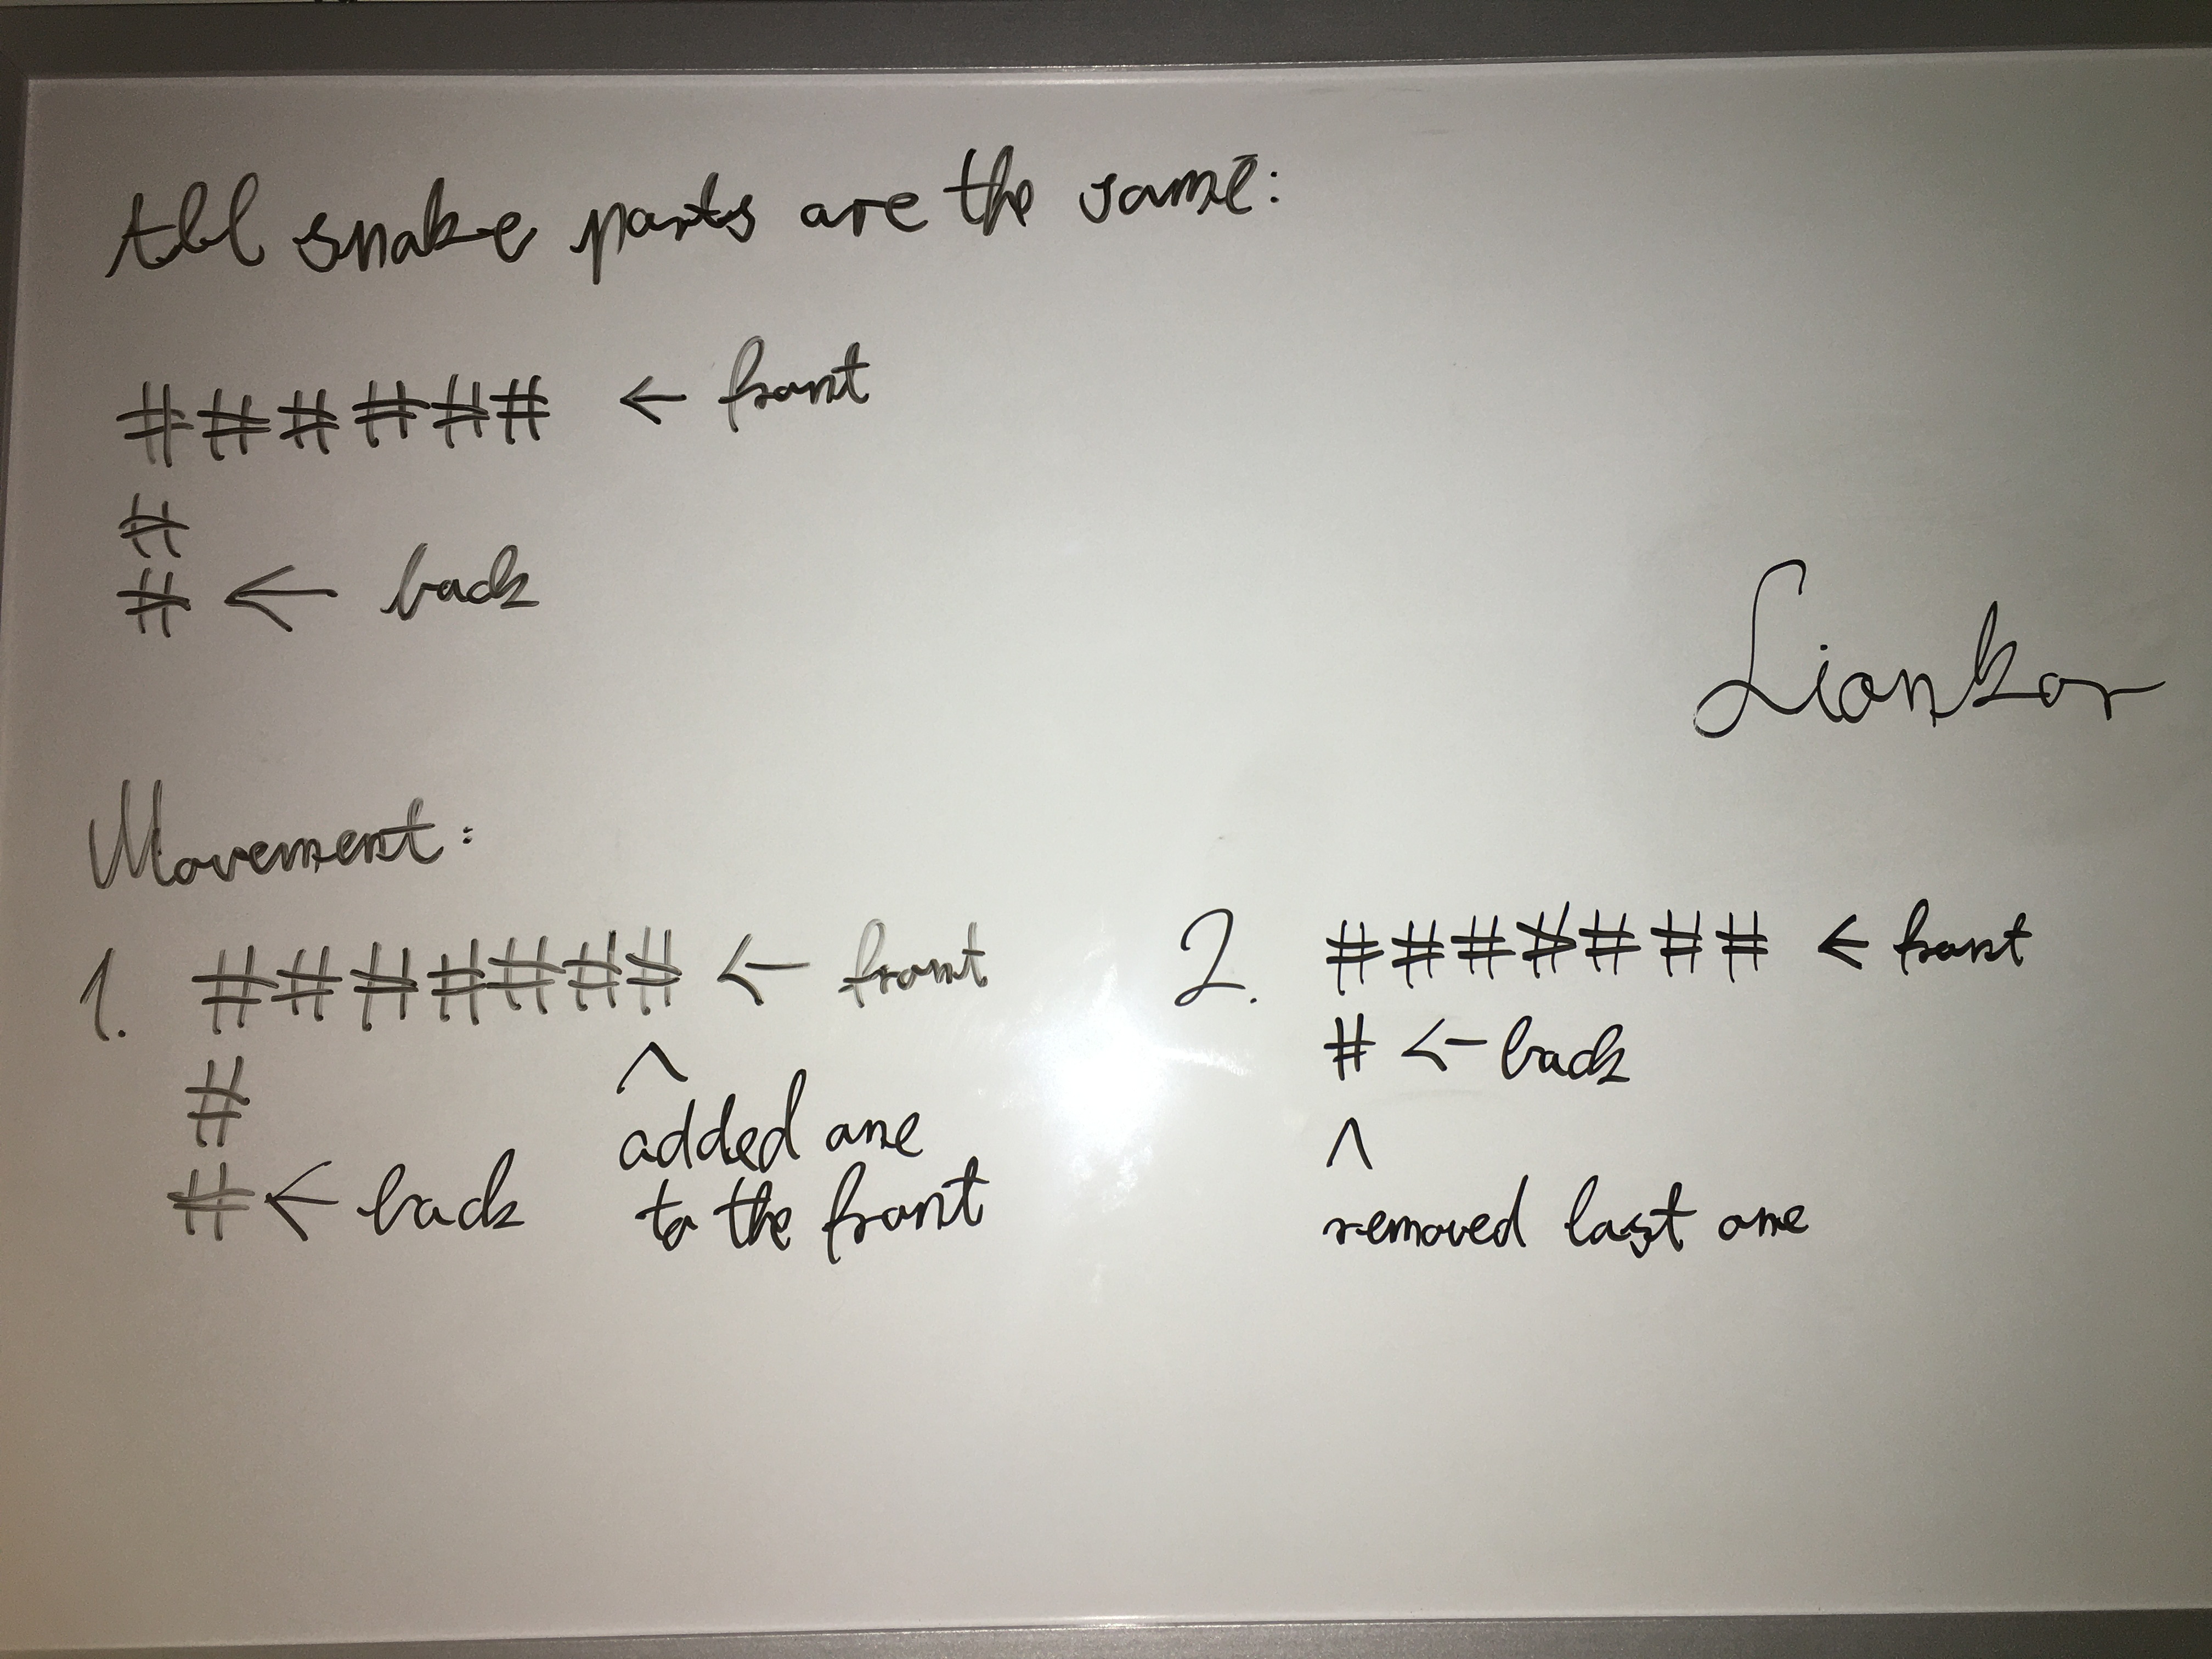 All snake parts are the same:
###### ← front
#
# ← back
Liankor
Movement:
1. ####### ← front
#
# ← back
^
added one
to the front
2. ####### ← front
# ← back
^
removed last one